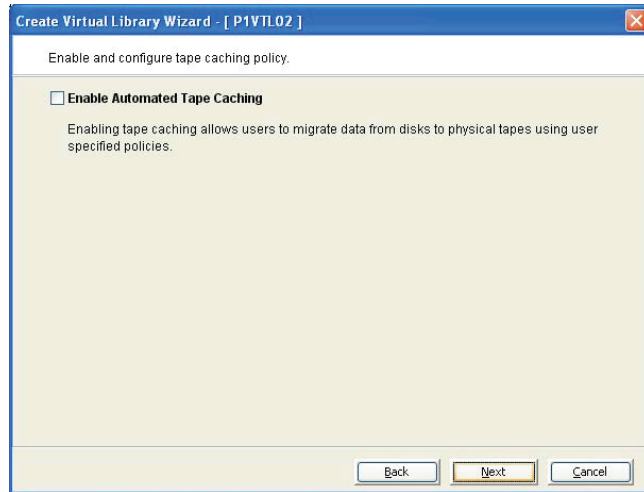 Create Virtual Library Wizard - [ P1VTL02 ]
Enable and configure tape caching policy.
Enable Automated Tape Caching
Enabling tape caching allows users to migrate data from disks to physical tapes using user
specified policies.
Back Next Cancel